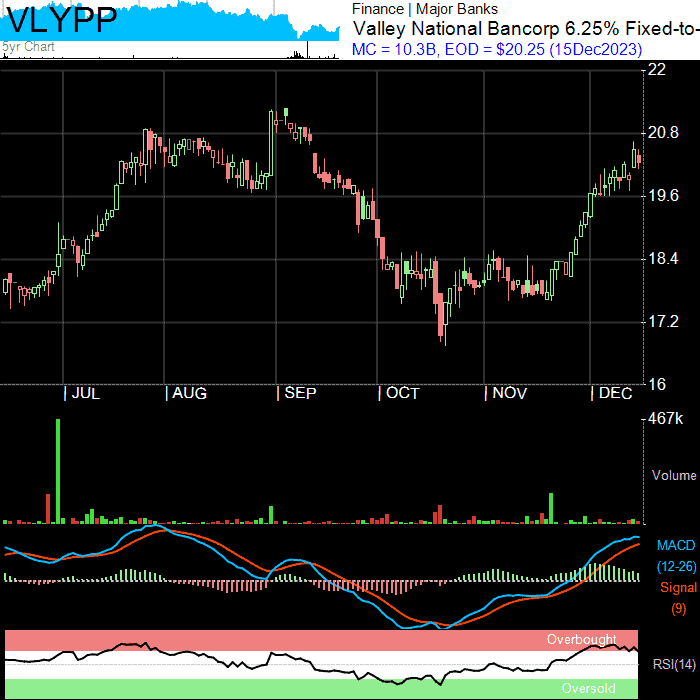 VLYPP
5yr Chart
Finance | Major Banks
Valley National Bancorp 6.25% Fixed-to-
MC = 10.3B, EOD = $20.25 (15Dec2023)
22
20.8
19.6
18.4
17.2
16
| JUL | AUG | SEP | OCT | NOV | DEC
467k
Volume
MACD
(12-26)
Signal
(9)
Overbought
RSI(14)
Oversold